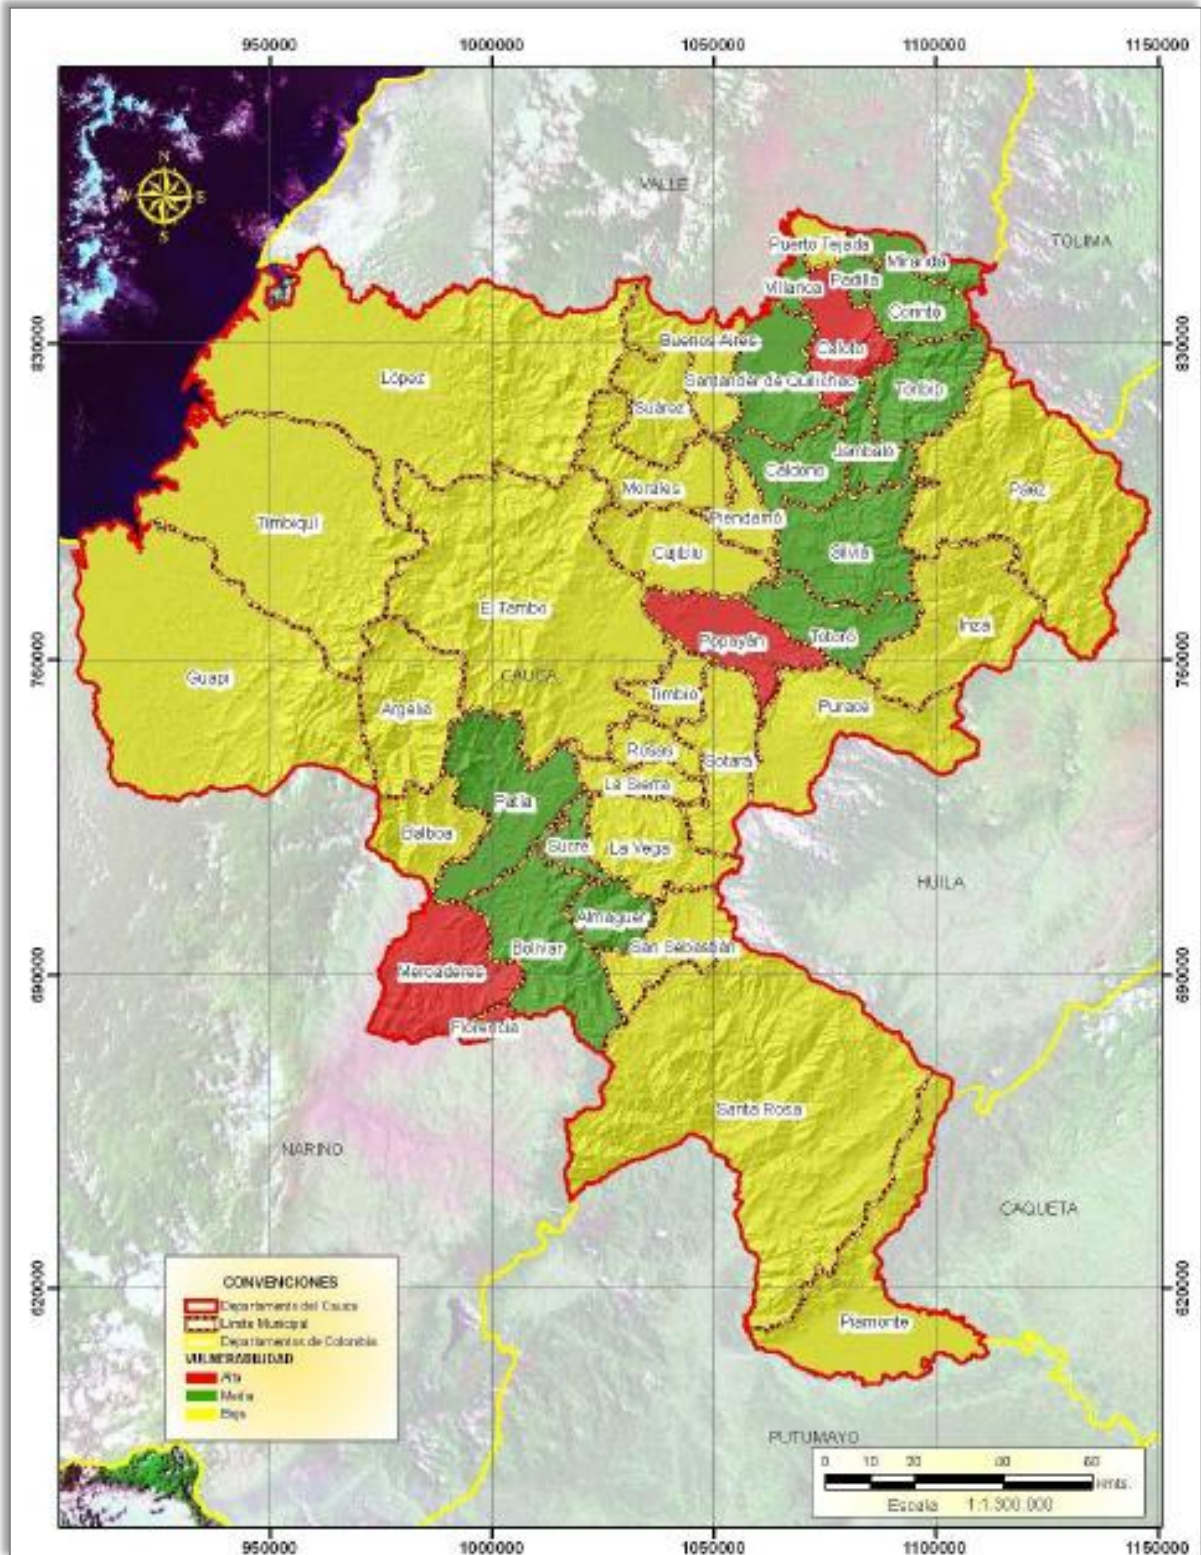 950000 1000000 1050000 1100000 1150000
N
E
S
VALLE
TOLIMA
Puerto Tejada
Miranda
Villarica
Padilla
Corinto
830000
830000
Buenos Aires
Caloto
López
Santander de Quilichao
Toribio
Suárez
Jambaló
Caldono
Morales
Páez
Piendamó
Timbiquí
Cajibío
Silvia
El Tambo
Popayán
Totoró
Inza
760000
760000
CAUCA
Guapi
Timbío
Argelia
Puracé
Rosas
Sotará
La Sierra
Patía
Balboa
Sucre
La Vega
HUILA
Almaguer
Bolívar
San Sebastián
Mercaderes
690000
690000
Florencia
Santa Rosa
NARIÑO
CAQUETA
CONVENCIONES
Departamento del Cauca
Límite Municipal
Departamentos de Colombia
VULNERABILIDAD
Alta
Media
Baja
620000
620000
Piamonte
PUTUMAYO
0 10 20 40 60
Kmts.
Escala 1:1.300.000
950000 1000000 1050000 1100000 1150000